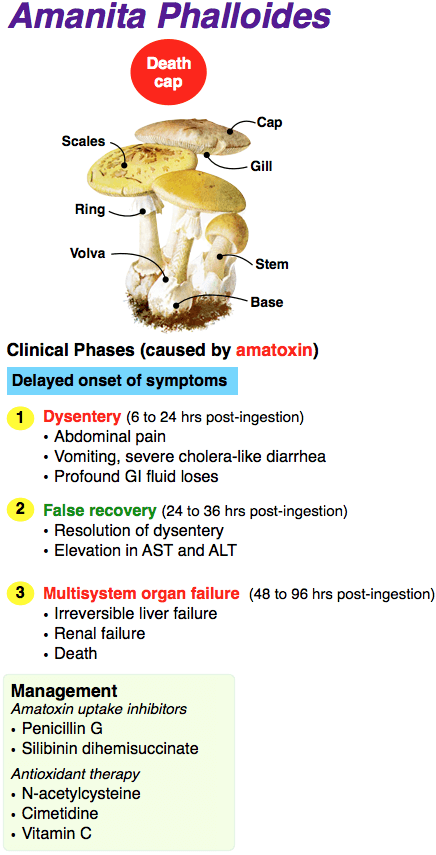 Amanita Phalloides
Death
cap
Cap
Scales
Gill
Ring
Volva
Stem
Base
Clinical Phases (caused by amatoxin)
Delayed onset of symptoms
1 Dysentery (6 to 24 hrs post-ingestion)
• Abdominal pain
• Vomiting, severe cholera-like diarrhea
• Profound GI fluid loses
2 False recovery (24 to 36 hrs post-ingestion)
• Resolution of dysentery
• Elevation in AST and ALT
3 Multisystem organ failure (48 to 96 hrs post-ingestion)
• Irreversible liver failure
• Renal failure
• Death
Management
Amatoxin uptake inhibitors
• Penicillin G
• Silibinin dihemisuccinate
Antioxidant therapy
• N-acetylcysteine
• Cimetidine
• Vitamin C